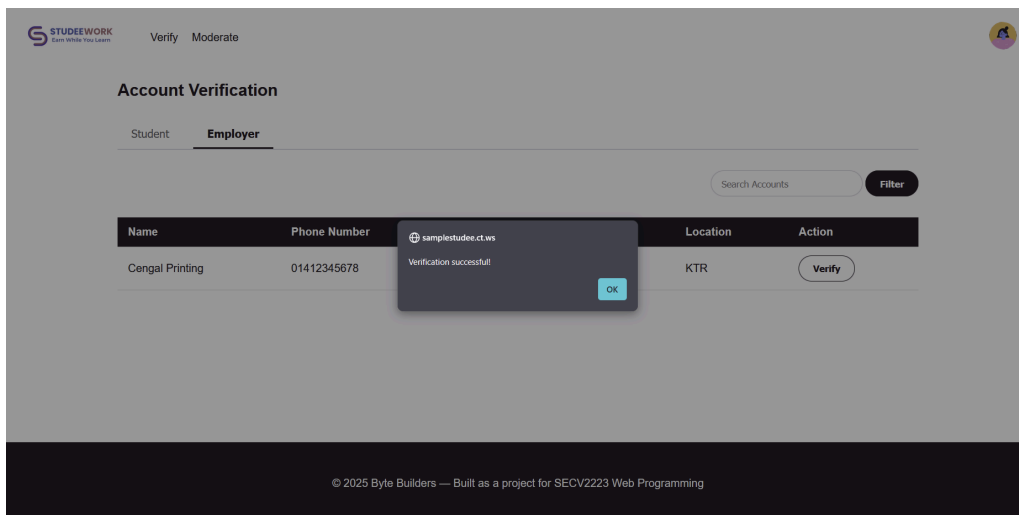 STUDEEWORK
Earn While You Learn
Verify Moderate
Account Verification
Student Employer
Search Accounts Filter
Name Phone Number Location Action
samplestudee.ct.ws
Verification successful!
Cengal Printing 01412345678 KTR Verify
OK
© 2025 Byte Builders — Built as a project for SECV2223 Web Programming